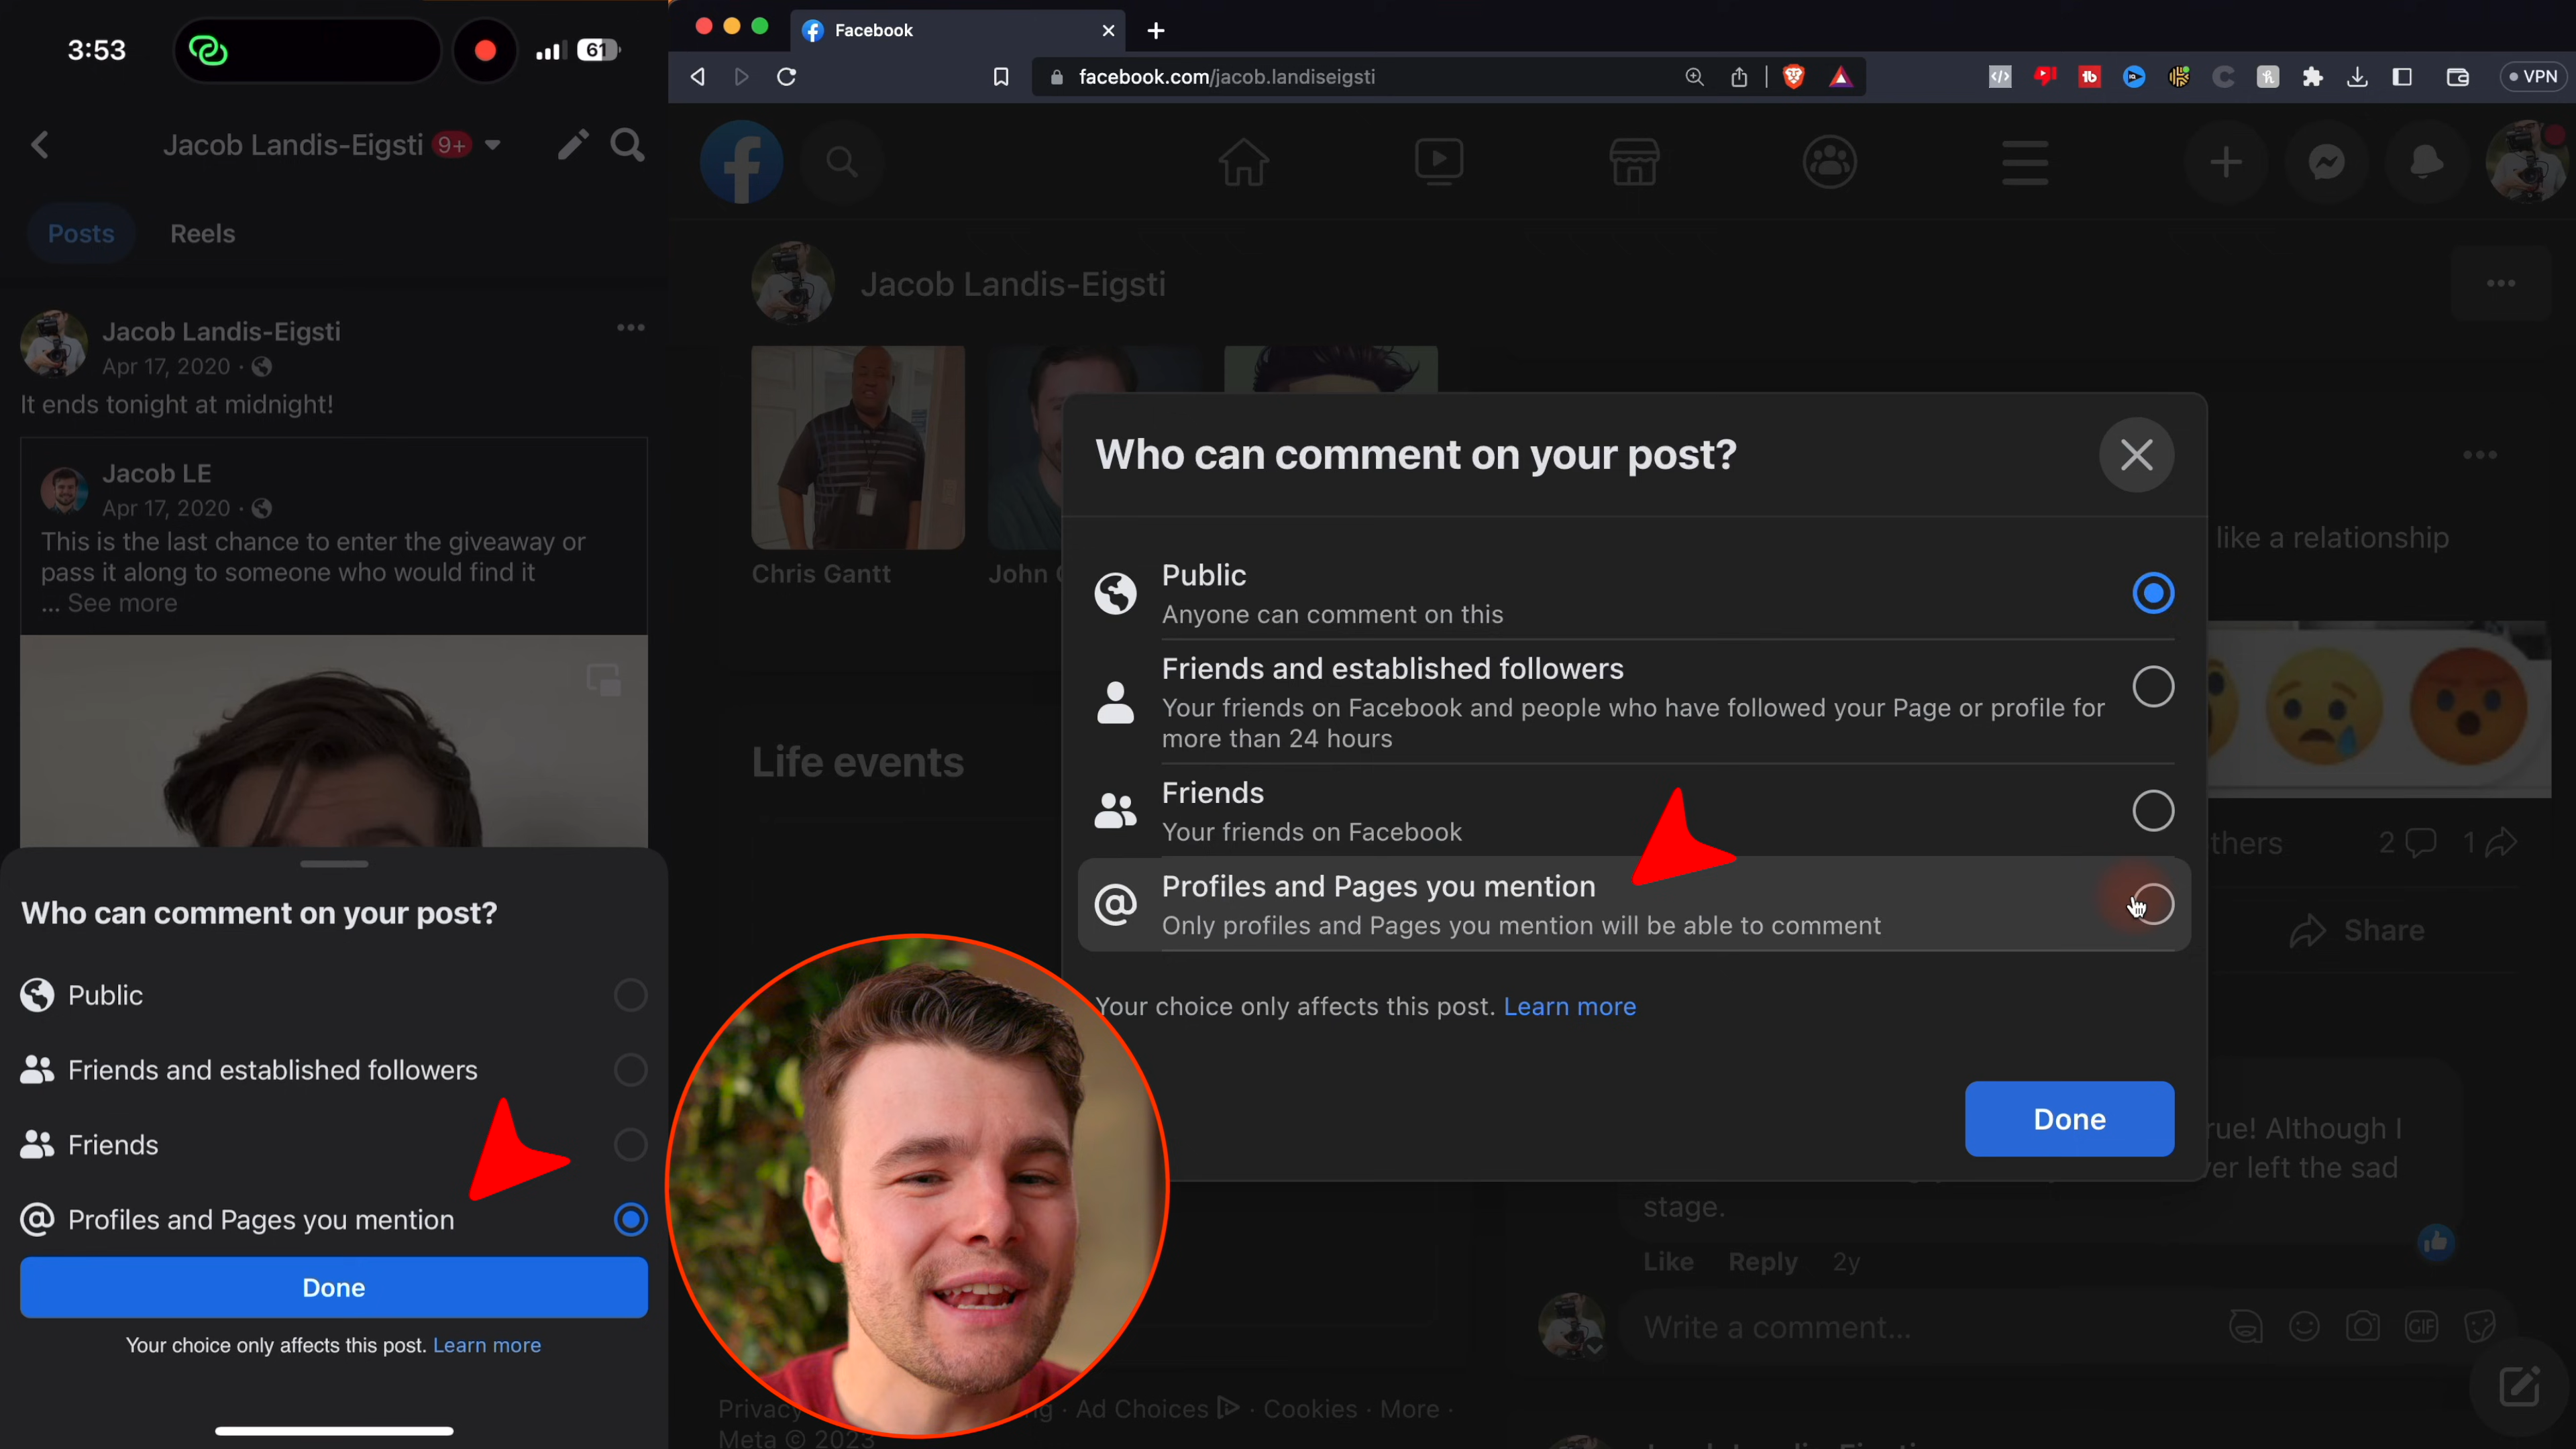 3:53
61
Jacob Landis-Eigsti 9+
Posts Reels
Jacob Landis-Eigsti
Apr 17, 2020 ·
It ends tonight at midnight!
Jacob LE
Apr 17, 2020 ·
This is the last chance to enter the giveaway or
pass it along to someone who would find it
... See more
Who can comment on your post?
Public
Friends and established followers
Friends
@ Profiles and Pages you mention
Done
Your choice only affects this post. Learn more
Facebook
facebook.com/jacob.landiseigsti
VPN
Jacob Landis-Eigsti
Chris Gantt
John
Life events
like a relationship
thers 2 1
Share
Who can comment on your post?
Public
Anyone can comment on this
Friends and established followers
Your friends on Facebook and people who have followed your Page or profile for
more than 24 hours
Friends
Your friends on Facebook
@ Profiles and Pages you mention
Only profiles and Pages you mention will be able to comment
Your choice only affects this post. Learn more
Done
rue! Although I
er left the sad
stage.
Like Reply 2y
Write a comment...
GIF
Privacy
· Ad Choices · Cookies · More ·
Meta © 2023